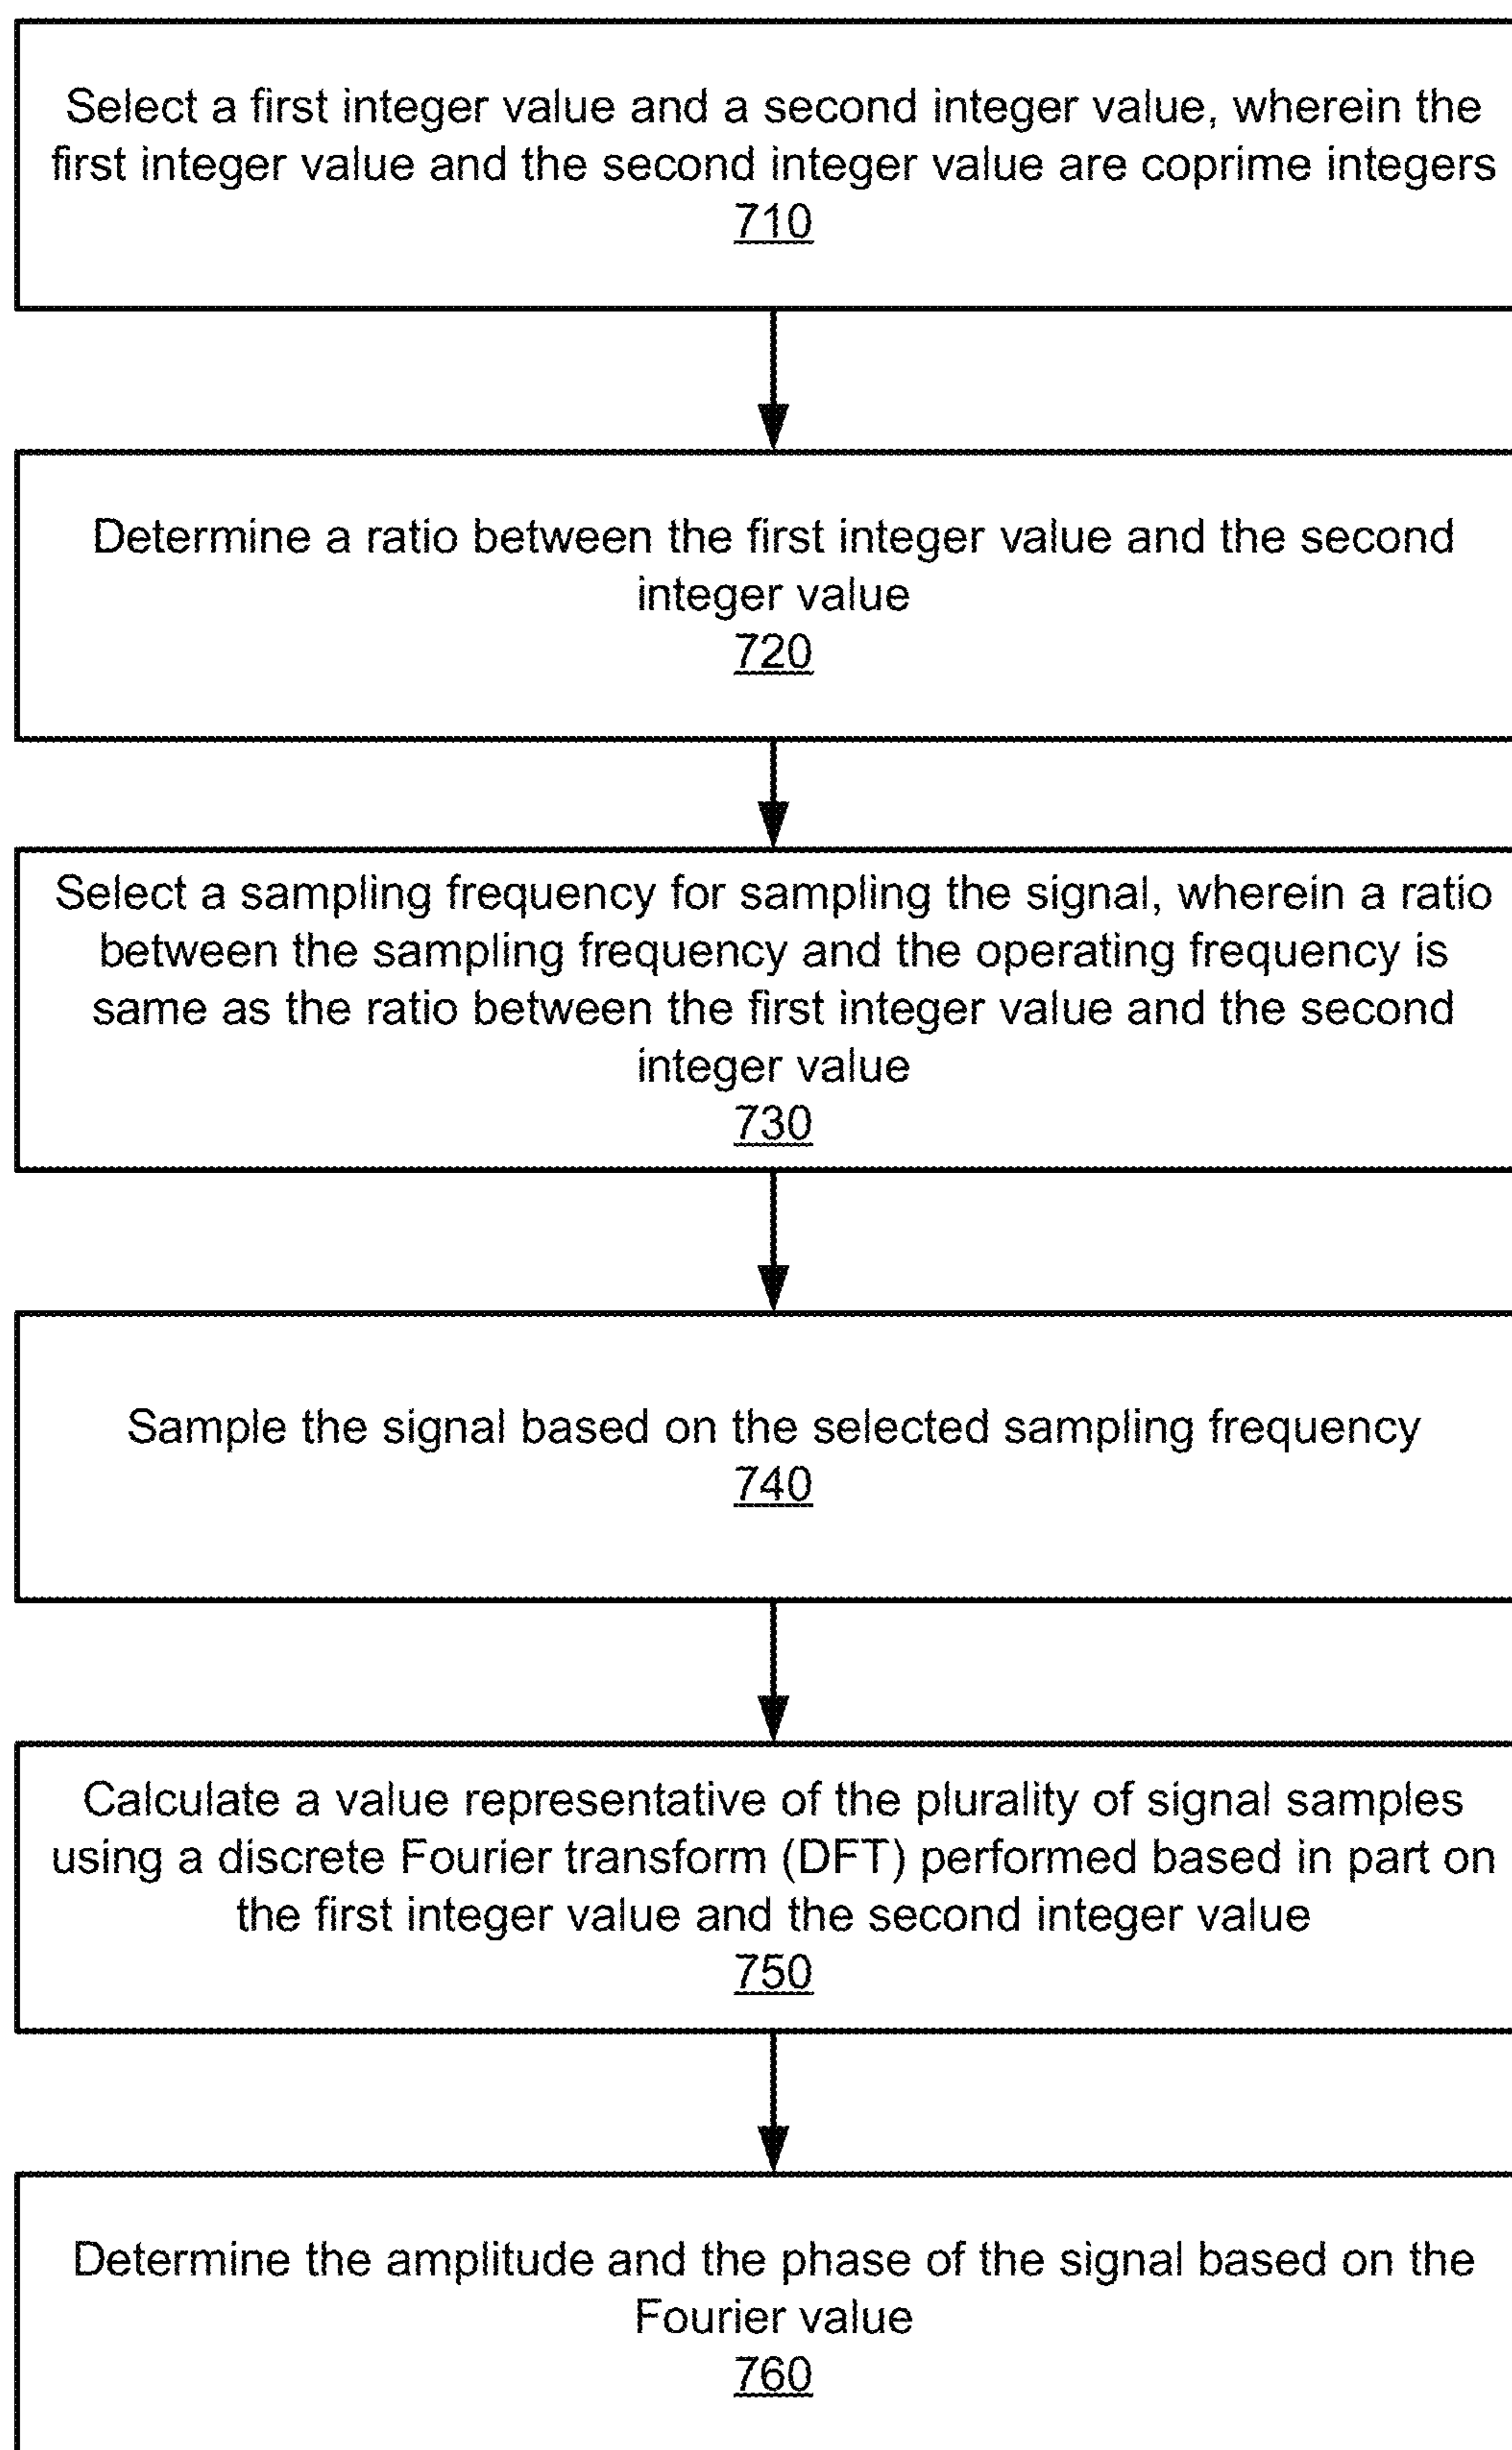 Select a first integer value and a second integer value, wherein the
first integer value and the second integer value are coprime integers
710
Determine a ratio between the first integer value and the second
integer value
720
Select a sampling frequency for sampling the signal, wherein a ratio
between the sampling frequency and the operating frequency is
same as the ratio between the first integer value and the second
integer value
730
Sample the signal based on the selected sampling frequency
740
Calculate a value representative of the plurality of signal samples
using a discrete Fourier transform (DFT) performed based in part on
the first integer value and the second integer value
750
Determine the amplitude and the phase of the signal based on the
Fourier value
760